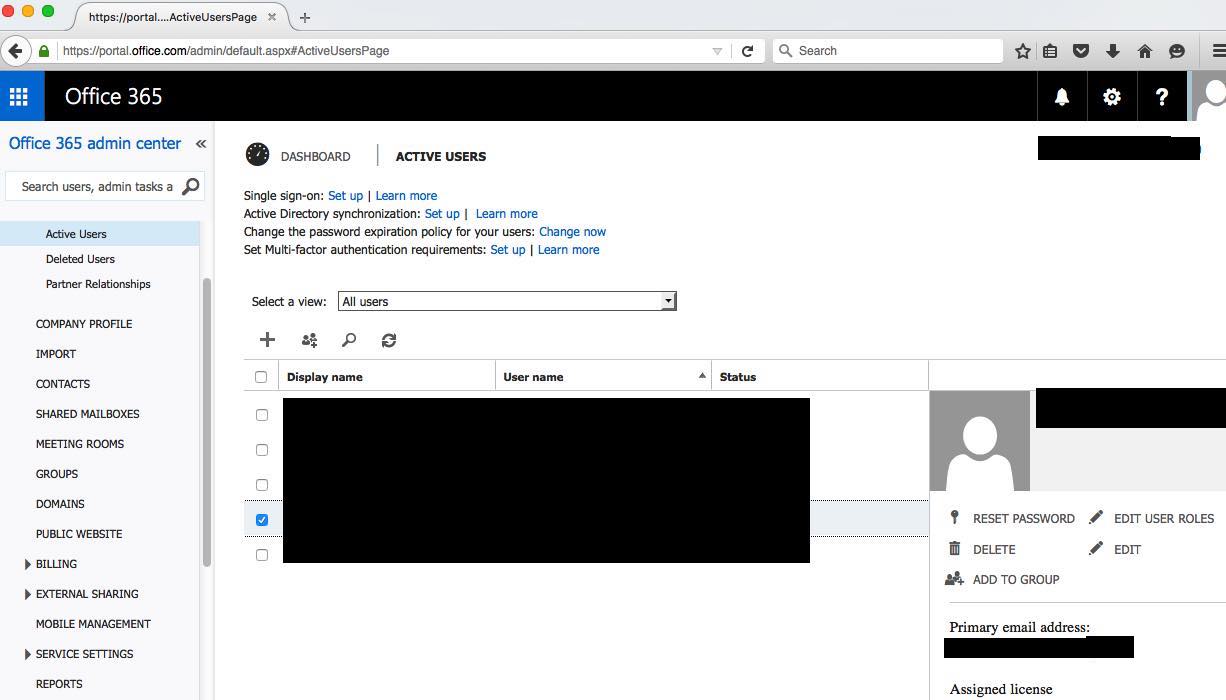 https://portal....ActiveUsersPage
https://portal.office.com/admin/default.aspx#ActiveUsersPage
Search
Office 365
?
Office 365 admin center «
Search users, admin tasks a
Active Users
Deleted Users
Partner Relationships
COMPANY PROFILE
IMPORT
CONTACTS
SHARED MAILBOXES
MEETING ROOMS
GROUPS
DOMAINS
PUBLIC WEBSITE
BILLING
EXTERNAL SHARING
MOBILE MANAGEMENT
SERVICE SETTINGS
REPORTS
DASHBOARD | ACTIVE USERS
Single sign-on: Set up | Learn more
Active Directory synchronization: Set up | Learn more
Change the password expiration policy for your users: Change now
Set Multi-factor authentication requirements: Set up | Learn more
Select a view: All users
Display name User name Status
RESET PASSWORD EDIT USER ROLES
DELETE EDIT
ADD TO GROUP
Primary email address:
Assigned license